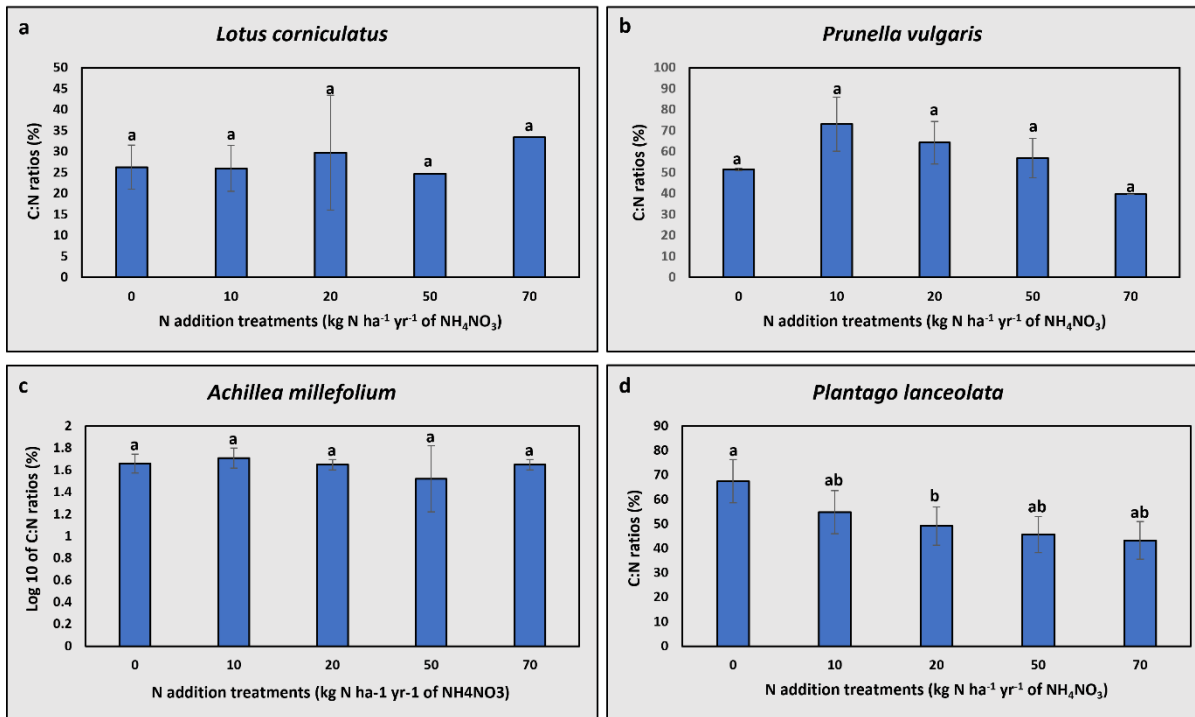 a
Lotus corniculatus
C:N ratios (%)
50
45
40
35
30
25
20
15
10
5
0
a
a
a
a
a
0 10 20 50 70
N addition treatments (kg N ha⁻¹ yr⁻¹ of NH₄NO₃)
b
Prunella vulgaris
C:N ratios (%)
100
90
80
70
60
50
40
30
20
10
0
a
a
a
a
a
0 10 20 50 70
N addition treatments (kg N ha⁻¹ yr⁻¹ of NH₄NO₃)
c
Achillea millefolium
Log 10 of C:N ratios (%)
2
1.8
1.6
1.4
1.2
1
0.8
0.6
0.4
0.2
0
a
a
a
a
a
0 10 20 50 70
N addition treatments (kg N ha-1 yr-1 of NH4NO3)
d
Plantago lanceolata
C:N ratios (%)
90
80
70
60
50
40
30
20
10
0
a
ab
b
ab
ab
0 10 20 50 70
N addition treatments (kg N ha⁻¹ yr⁻¹ of NH₄NO₃)